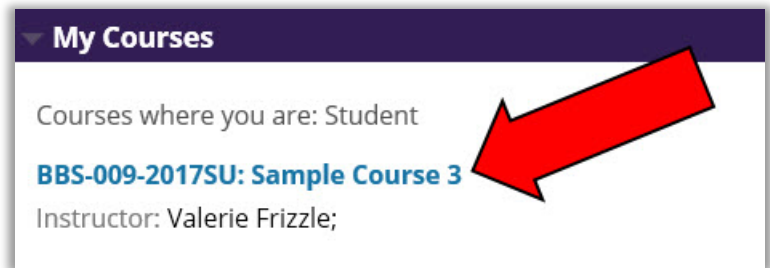 My Courses
Courses where you are: Student
BBS-009-2017SU: Sample Course 3
Instructor: Valerie Frizzle;